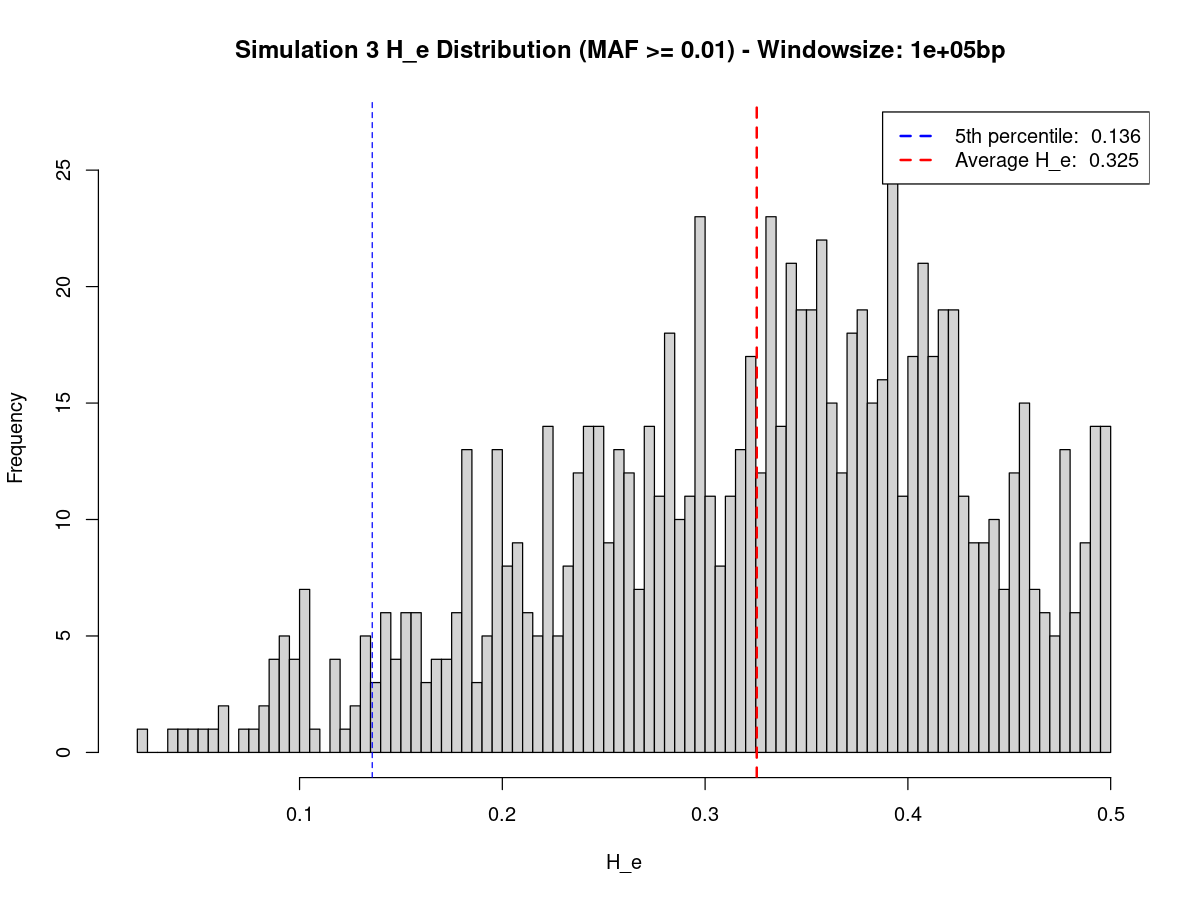 Simulation 3 H_e Distribution (MAF >= 0.01) - Windowsize: 1e+05bp
5th percentile: 0.136
Average H_e: 0.325
25
20
15
10
5
0
Frequency
0.1 0.2 0.3 0.4 0.5
H_e